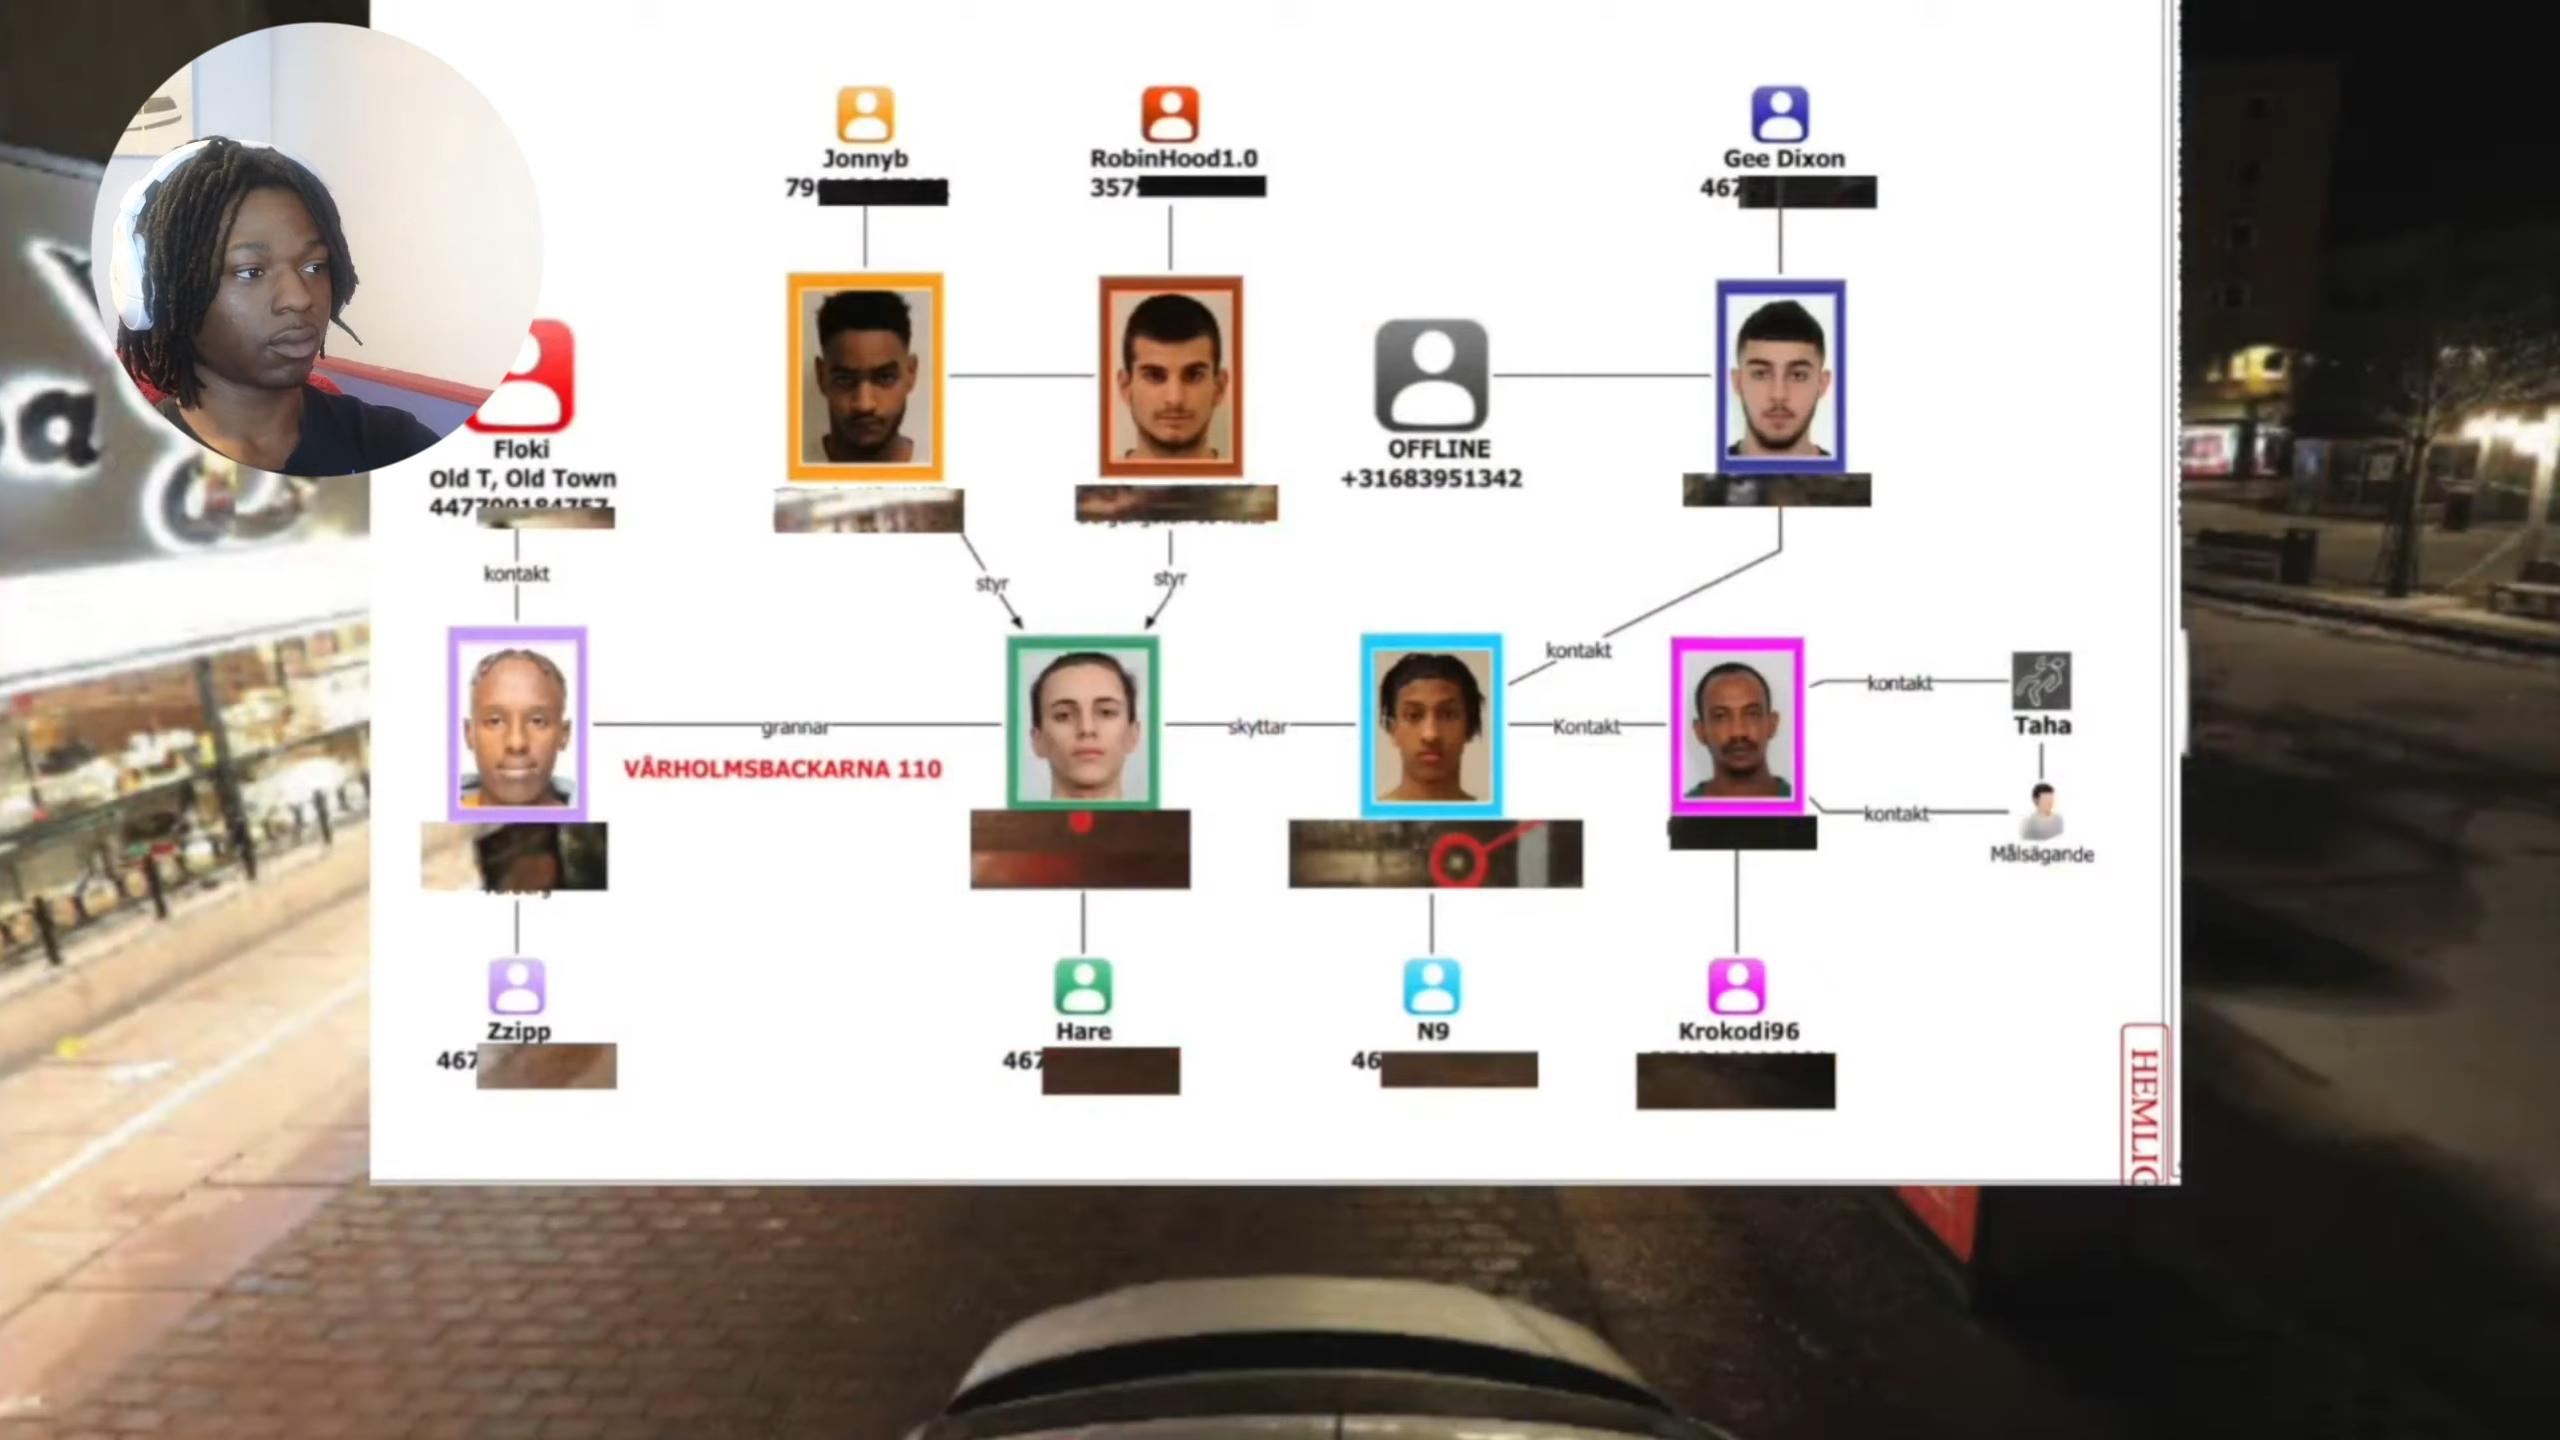 Jonnyb
79
RobinHood1.0
357
Gee Dixon
467
Floki
Old T, Old Town
OFFLINE
+31683951342
kontakt
styr
styr
kontakt
grannar
skyttar
Kontakt
kontakt
Taha
VÅRHOLMSBACKARNA 110
kontakt
Målsägande
Zzipp
467
Hare
467
N9
46
Krokodi96
HEMLIG
a